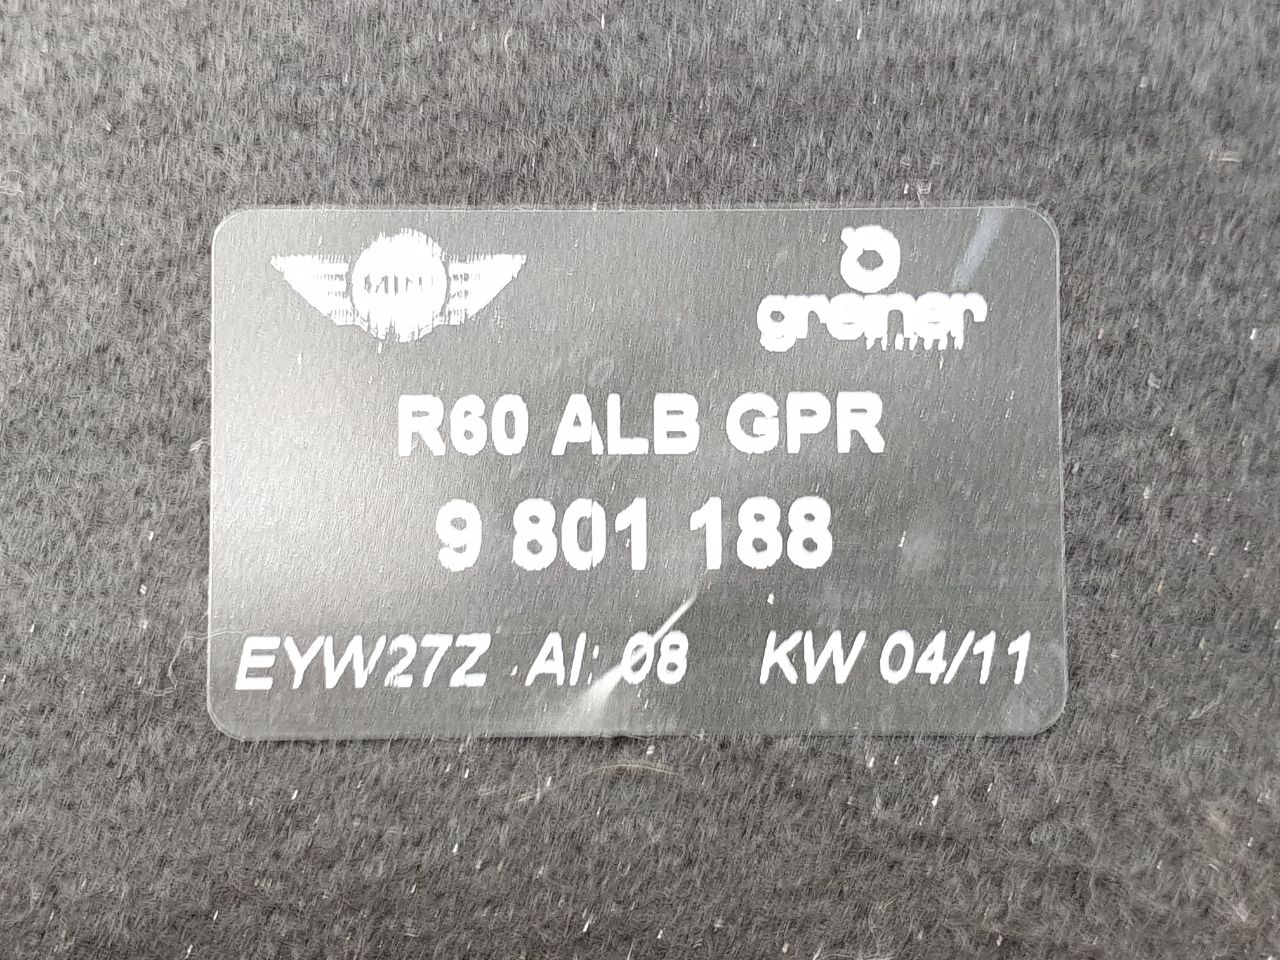 MINI
greiner
R60 ALB GPR
9 801 188
EYW27Z AI: 08 KW 04/11